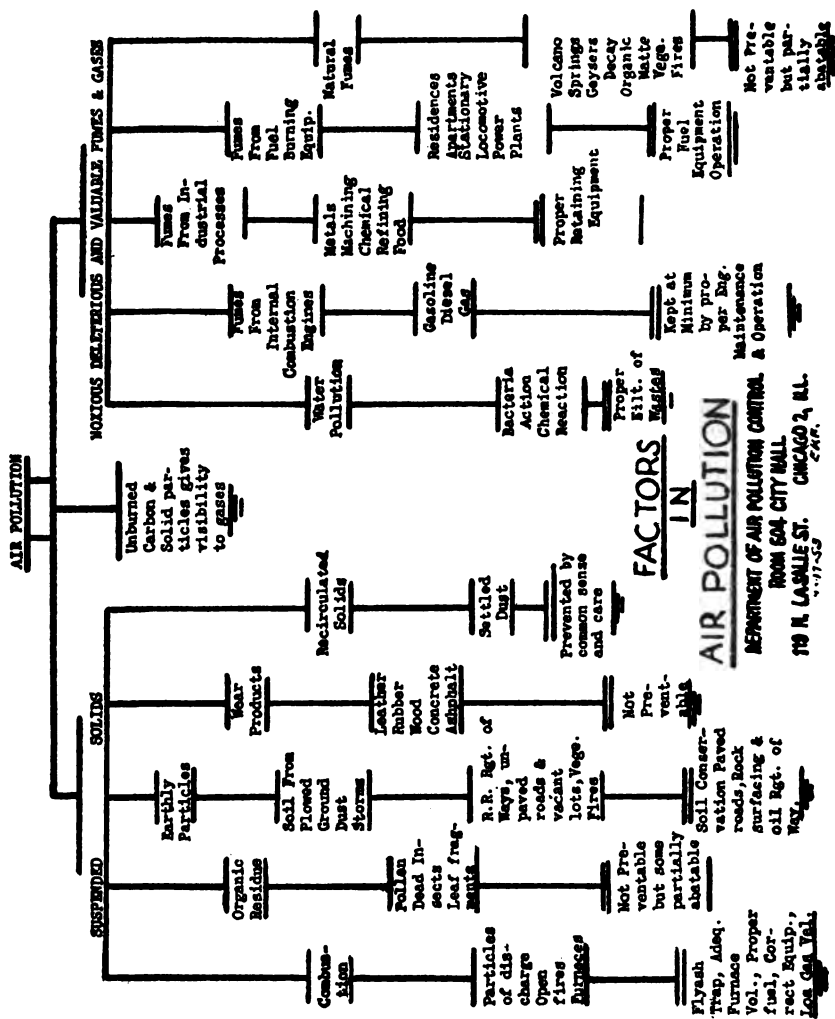 AIR POLLUTION
SUSPENDED SOLIDS
Unburned
Carbon &
Solid par-
ticles gives
visibility
to gases
NOXIOUS DELETERIOUS AND VALUABLE FUMES & GASES
Combus-
tion
Particles
of dis-
charge
Open
fires
Furnaces
Flyash
Trap, Adeq.
Furnace
Vol., Proper
fuel, Cor-
rect Equip.,
Low Gas Vel.
Organic
Residue
Pollen
Dead In-
sects
Leaf frag-
ments
Not Pre-
ventable
but some
partially
abatable
Earthly
Particles
Soil From
Plowed
Ground
Dust
Storms
R.R. Rgt. of
Ways, un-
paved
roads &
vacant
lots, Vege.
Fires
Soil Conser-
vation Paved
roads, Rock
surfacing &
oil Rgt. of
Way.
Wear
Products
Leather
Rubber
Wood
Concrete
Ashphalt
Not
Pre-
vent-
able
Recirculated
Solids
Settled
Dust
Prevented by
common sense
and care
Water
Pollution
Bacteria
Action
Chemical
Reaction
Proper
Filt. of
Wastes
Fumes
From
Internal
Combustion
Engines
Gasoline
Diesel
Gas
Kept at
Minimum
by pro-
per Eng.
Maintenance
& Operation
Fumes
From In-
dustrial
Processes
Metals
Machining
Chemical
Refining
Food
Proper
Retaining
Equipment
Fumes
From Fuel
Burning
Equip.
Residences
Apartments
Stationary
Locomotive
Power
Plants
Proper
Fuel
Equipment
Operation
Natural
Fumes
Volcano
Springs
Geysers
Decay
Organic
Matte
Vege.
Fires
Not Pre-
ventable
but par-
tially
abatable
FACTORS
IN
AIR POLLUTION
DEPARTMENT OF AIR POLLUTION CONTROL
ROOM 604 CITY HALL
119 N. LASALLE ST. CHICAGO 2, ILL.